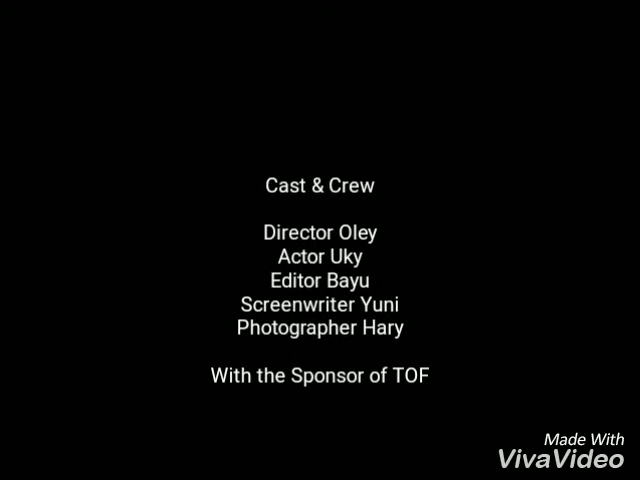 Cast & Crew
Director Oley
Actor Uky
Editor Bayu
Screenwriter Yuni
Photographer Hary
With the Sponsor of TOF
Made With
VivaVideo